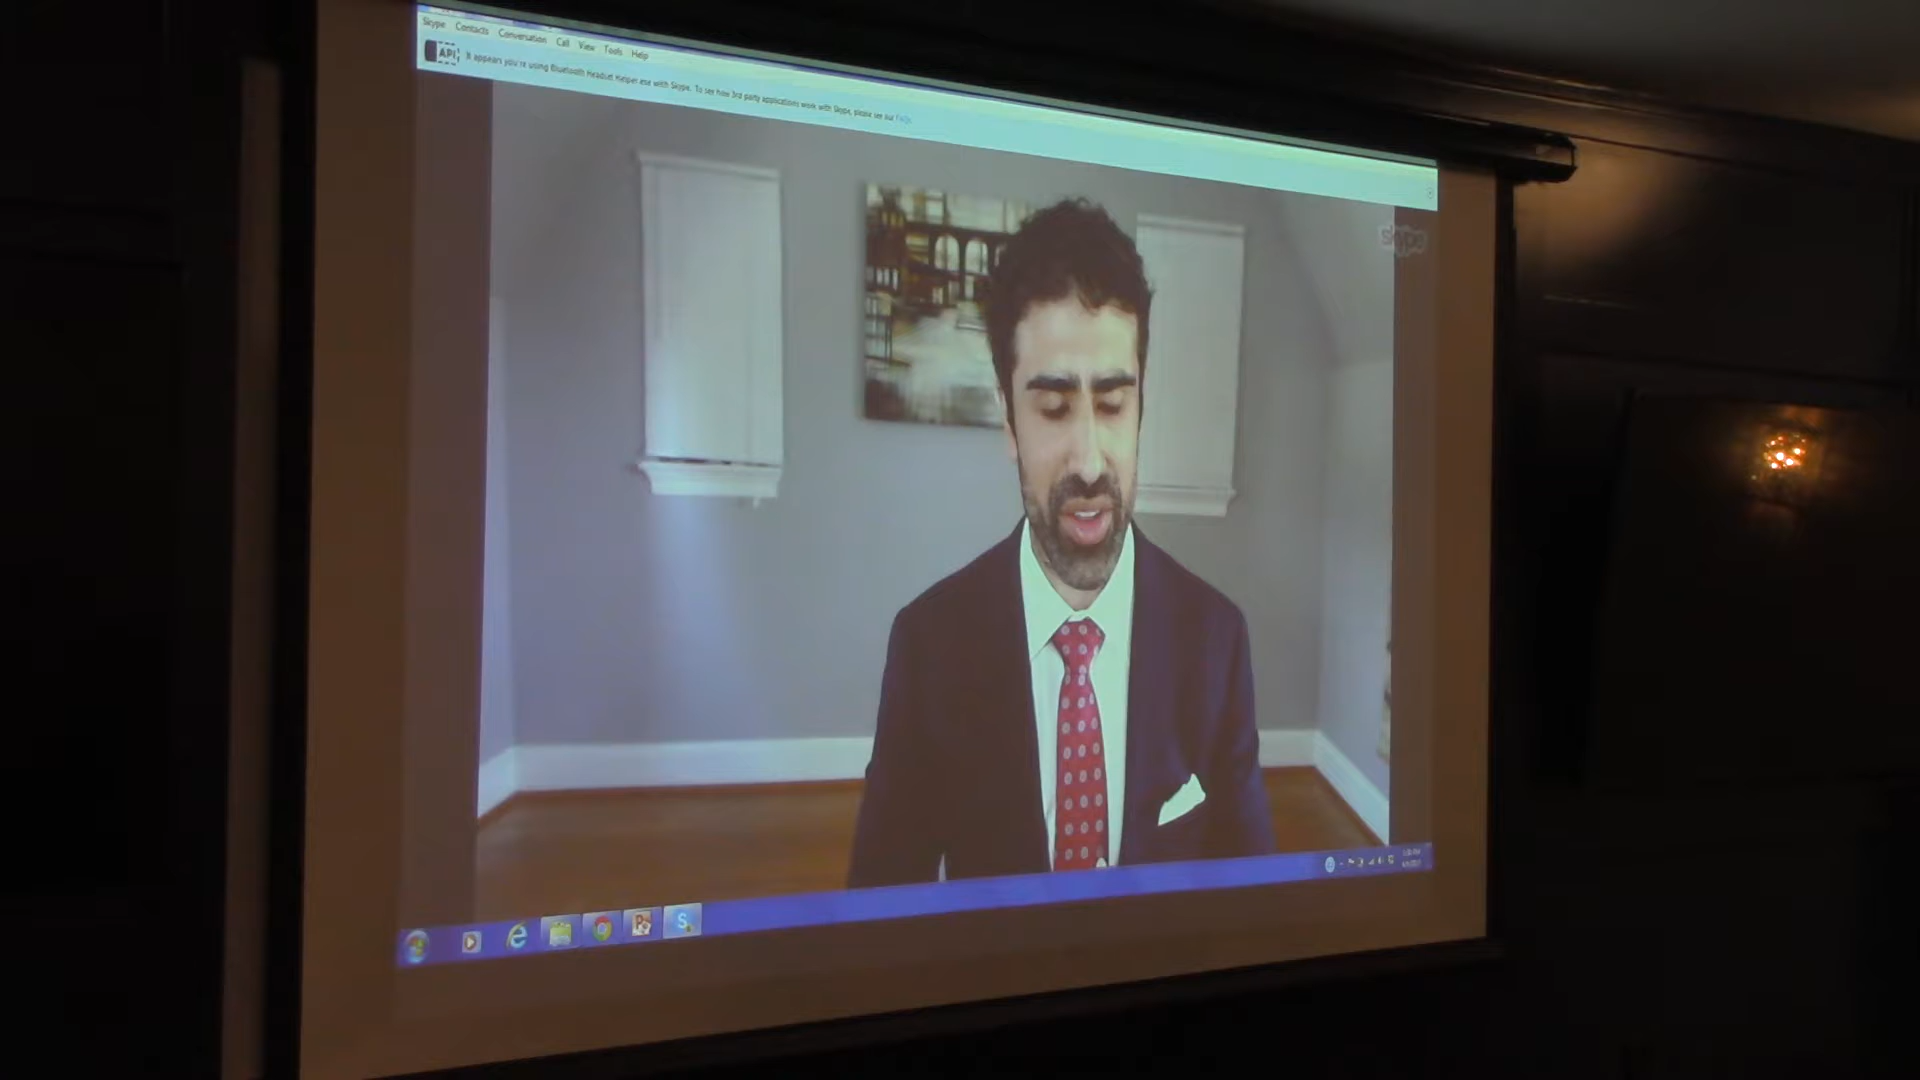 Skype Contacts Conversation Call View Tools Help
API It appears you're using Bluetooth Headset Helper.exe with Skype. To see how 3rd party applications work with Skype, please see our FAQs.
skype